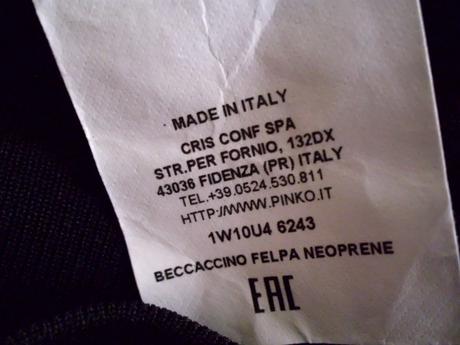 MADE IN ITALY
CRIS CONF SPA
STR.PER FORNIO, 132DX
43036 FIDENZA (PR) ITALY
TEL.+39.0524.530.811
HTTP://WWW.PINKO.IT
1W10U4 6243
BECCACCINO FELPA NEOPRENE
EAC